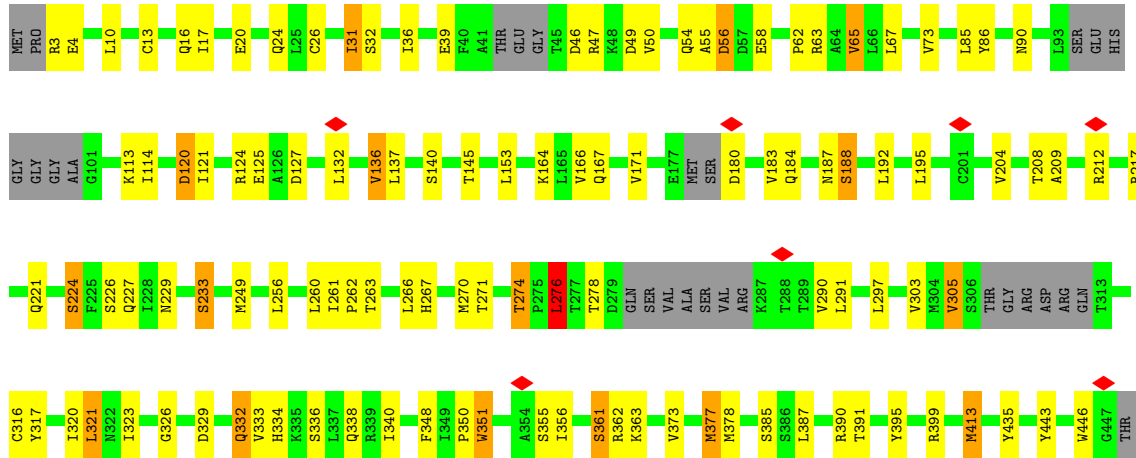 MET PRO R3 E4 L10 C13 Q16 I17 E20 Q24 L25 C26 I31 S32 I36 E39 F40 A41 THR GLU GLY T45 D46 R47 K48 D49 V50 Q54 A55 D56 D57 E58 P62 R63 A64 V65 L66 L67 V73 L85 Y86 N90 L93 SER GLU HIS
GLY GLY GLY ALA G101 K113 I114 D120 I121 R124 E125 A126 D127 L132 V136 L137 S140 T145 L153 K164 L165 V166 Q167 V171 E177 MET SER D180 V183 Q184 N187 S188 L192 L195 C201 V204 T208 A209 R212
Q221 S224 F225 S226 Q227 I228 N229 S233 M249 L256 L260 I261 P262 T263 L266 H267 M270 T271 T274 P275 L276 T277 T278 D279 GLN SER VAL ALA SER VAL ARG K287 T288 T289 V290 L291 L297 V303 M304 V305 S306 THR GLY ARG ASP ARG GLN T313
C316 Y317 I320 L321 N322 I323 G326 D329 Q332 V333 H334 K335 S336 L337 Q338 R339 I340 F348 I349 P350 W351 A354 S355 I356 S361 R362 K363 V373 M377 M378 S385 S386 L387 R390 T391 Y395 R399 M413 Y435 Y443 W446 G447 THR